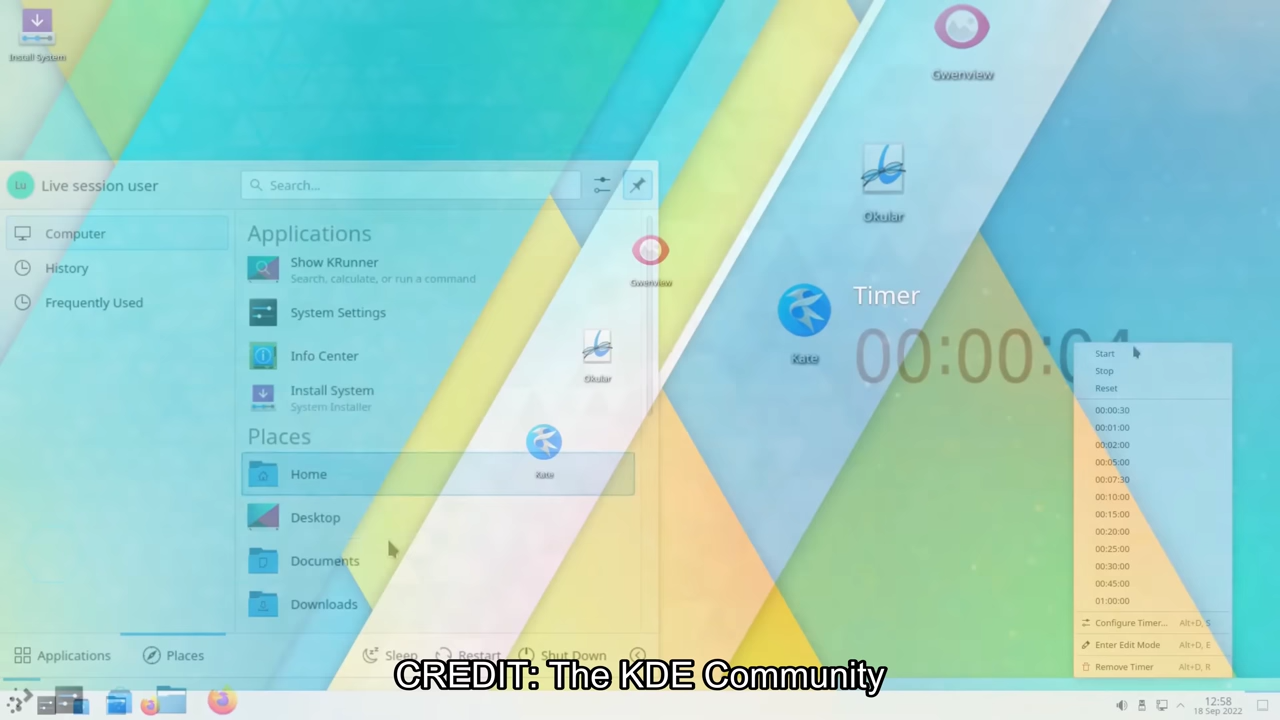 Install System
Gwenview
Okular
Kate
Timer
00:00:04
Lu
Live session user
Search...
Computer
History
Frequently Used
Applications
Show KRunner
Search, calculate, or run a command
System Settings
Info Center
Install System
System Installer
Places
Home
Desktop
Documents
Downloads
Gwenview
Okular
Kate
Start
Stop
Reset
00:00:30
00:01:00
00:02:00
00:05:00
00:07:30
00:10:00
00:15:00
00:20:00
00:25:00
00:30:00
00:45:00
01:00:00
Configure Timer... Alt+D, S
Enter Edit Mode Alt+D, E
Remove Timer Alt+D, R
Applications
Places
Sleep
Restart
Shut Down
CREDIT: The KDE Community
12:58
18 Sep 2022